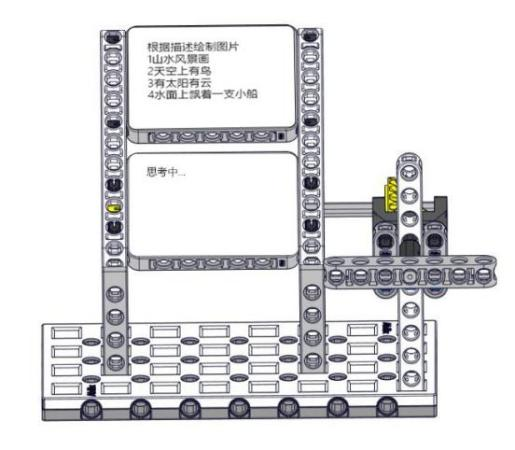 根据描述绘制图片
1山水风景画
2天空上有鸟
3有太阳有云
4水面上飘着一支小船
思考中...